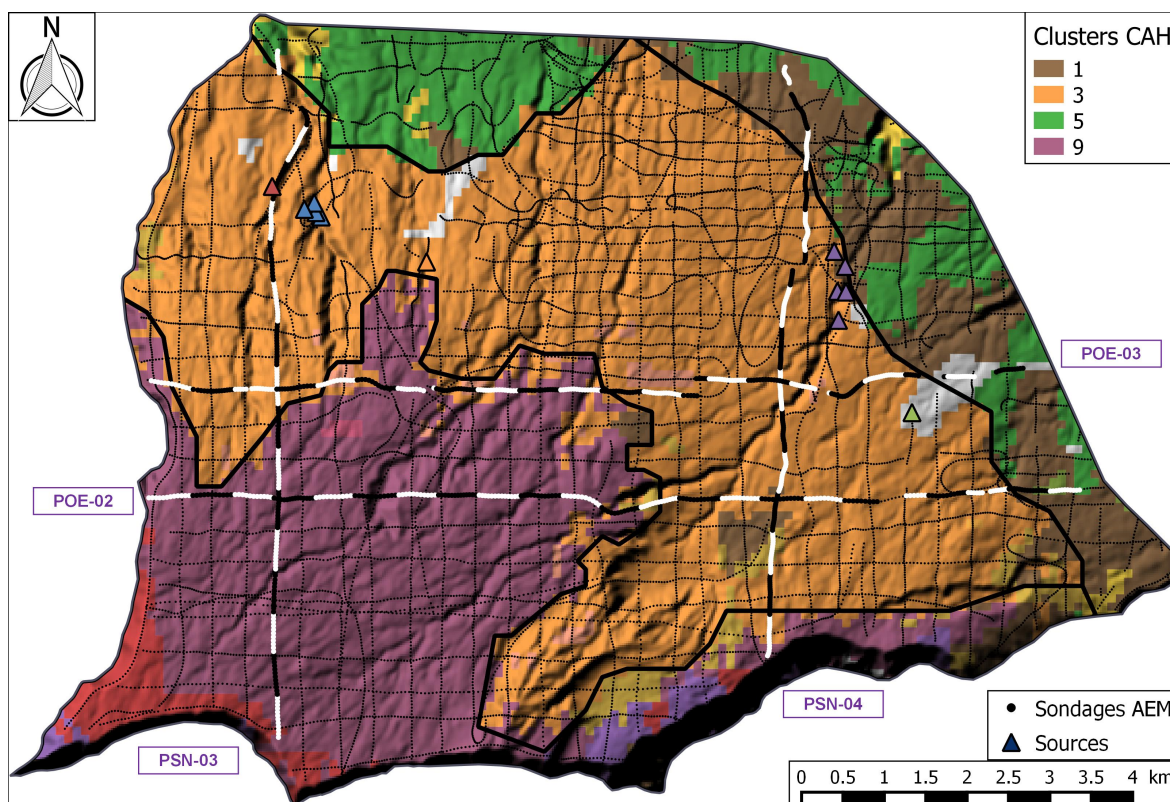 N
Clusters CAH
1
3
5
9
POE-03
POE-02
PSN-04
PSN-03
Sondages AEM
Sources
0 0.5 1 1.5 2 2.5 3 3.5 4 km